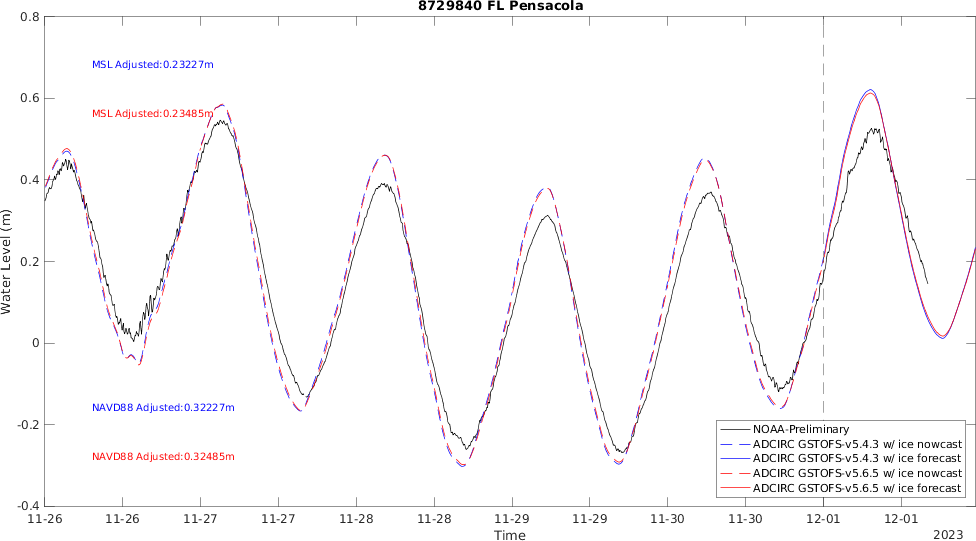 8729840 FL Pensacola
0.8
MSL Adjusted:0.23227m
0.6
MSL Adjusted:0.23485m
0.4
0.2
Water Level (m)
0
NAVD88 Adjusted:0.32227m
-0.2
NAVD88 Adjusted:0.32485m
NOAA-Preliminary
ADCIRC GSTOFS-v5.4.3 w/ ice nowcast
ADCIRC GSTOFS-v5.4.3 w/ ice forecast
ADCIRC GSTOFS-v5.6.5 w/ ice nowcast
ADCIRC GSTOFS-v5.6.5 w/ ice forecast
-0.4
11-26 11-26 11-27 11-27 11-28 11-28 11-29 11-29 11-30 11-30 12-01 12-01
Time
2023